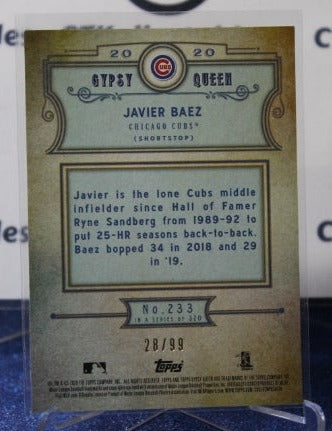 20 20
CUBS
GYPSY QUEEN
JAVIER BAEZ
CHICAGO CUBS®
(SHORTSTOP)
Javier is the lone Cubs middle
infielder since Hall of Famer
Ryne Sandberg from 1989-92 to
put 25-HR seasons back-to-back.
Baez bopped 34 in 2018 and 29
in '19.
No. 233
IN A SERIES OF 320
28/99
Topps